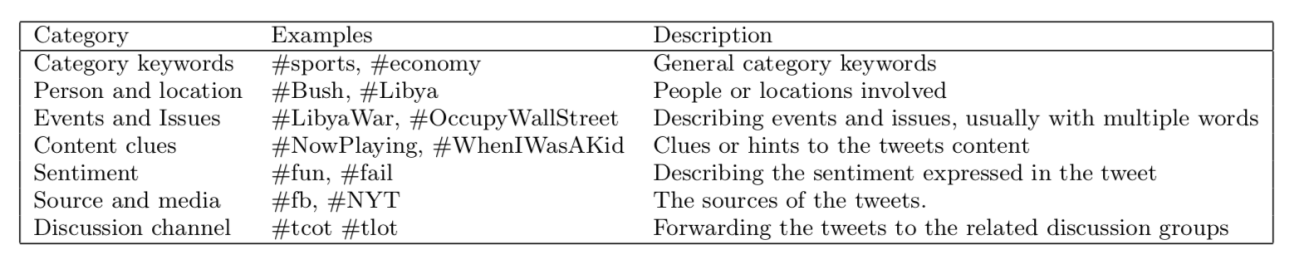 Category Examples Description
Category keywords #sports, #economy General category keywords
Person and location #Bush, #Libya People or locations involved
Events and Issues #LibyaWar, #OccupyWallStreet Describing events and issues, usually with multiple words
Content clues #NowPlaying, #WhenIWasAKid Clues or hints to the tweets content
Sentiment #fun, #fail Describing the sentiment expressed in the tweet
Source and media #fb, #NYT The sources of the tweets.
Discussion channel #tcot #tlot Forwarding the tweets to the related discussion groups